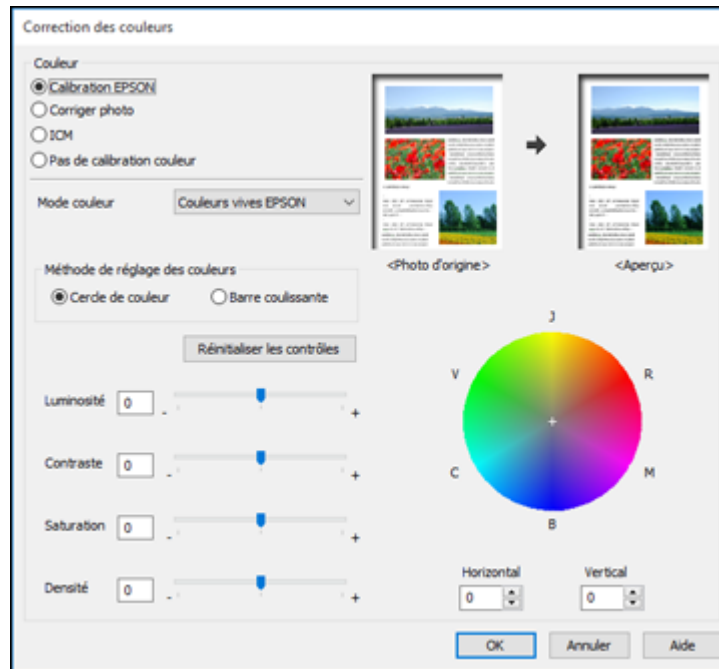 Correction des couleurs
Couleur
Calibration EPSON
Corriger photo
ICM
Pas de calibration couleur
Mode couleur
Couleurs vives EPSON
<Photo d'origine>
<Aperçu>
Méthode de réglage des couleurs
Cercle de couleur
Barre coulissante
Réinitialiser les contrôles
Luminosité 0 - +
Contraste 0 - +
Saturation 0 - +
Densité 0 - +
J
V R
C M
B
Horizontal Vertical
0 0
OK Annuler Aide